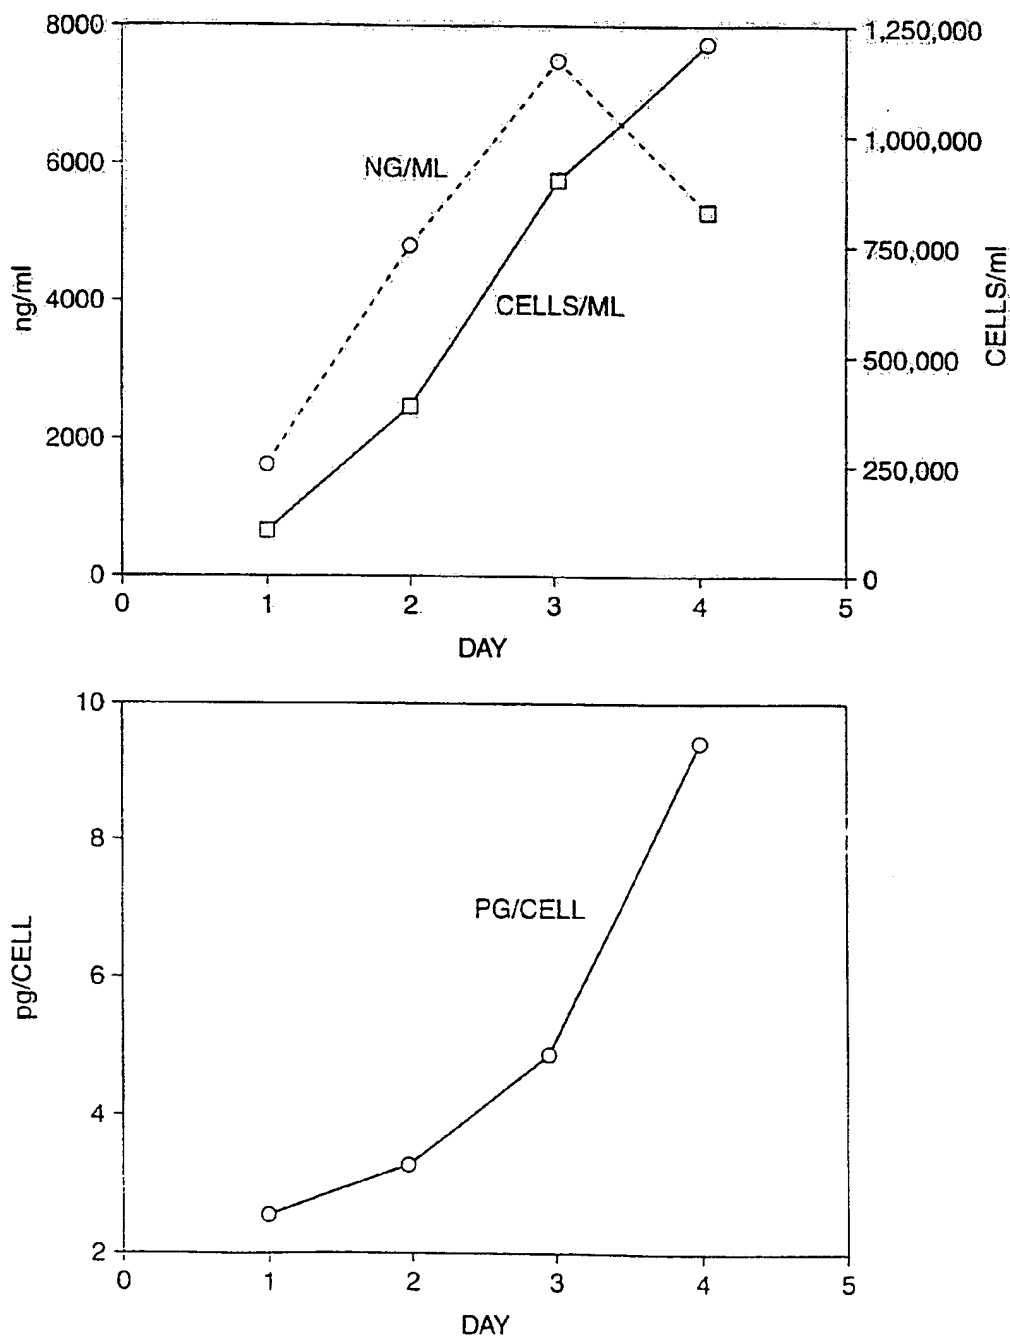 8000
6000
4000
2000
0
ng/ml
NG/ML
CELLS/ML
1,250,000
1,000,000
750,000
500,000
250,000
0
CELLS/ml
0 1 2 3 4 5
DAY
10
8
6
4
2
pg/CELL
PG/CELL
0 1 2 3 4 5
DAY